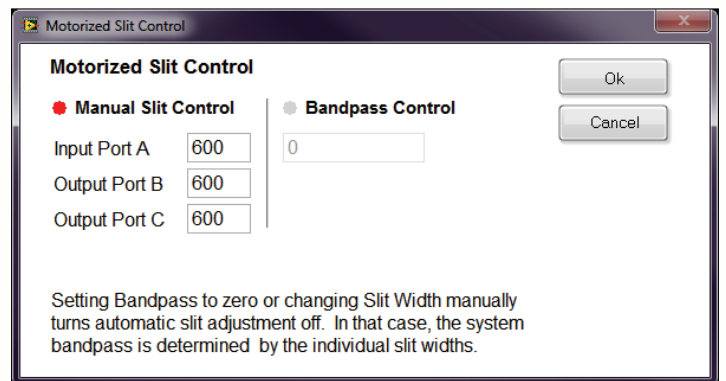 Motorized Slit Control
Motorized Slit Control
Ok
Manual Slit Control
Bandpass Control
Cancel
Input Port A 600
0
Output Port B 600
Output Port C 600
Setting Bandpass to zero or changing Slit Width manually
turns automatic slit adjustment off. In that case, the system
bandpass is determined by the individual slit widths.